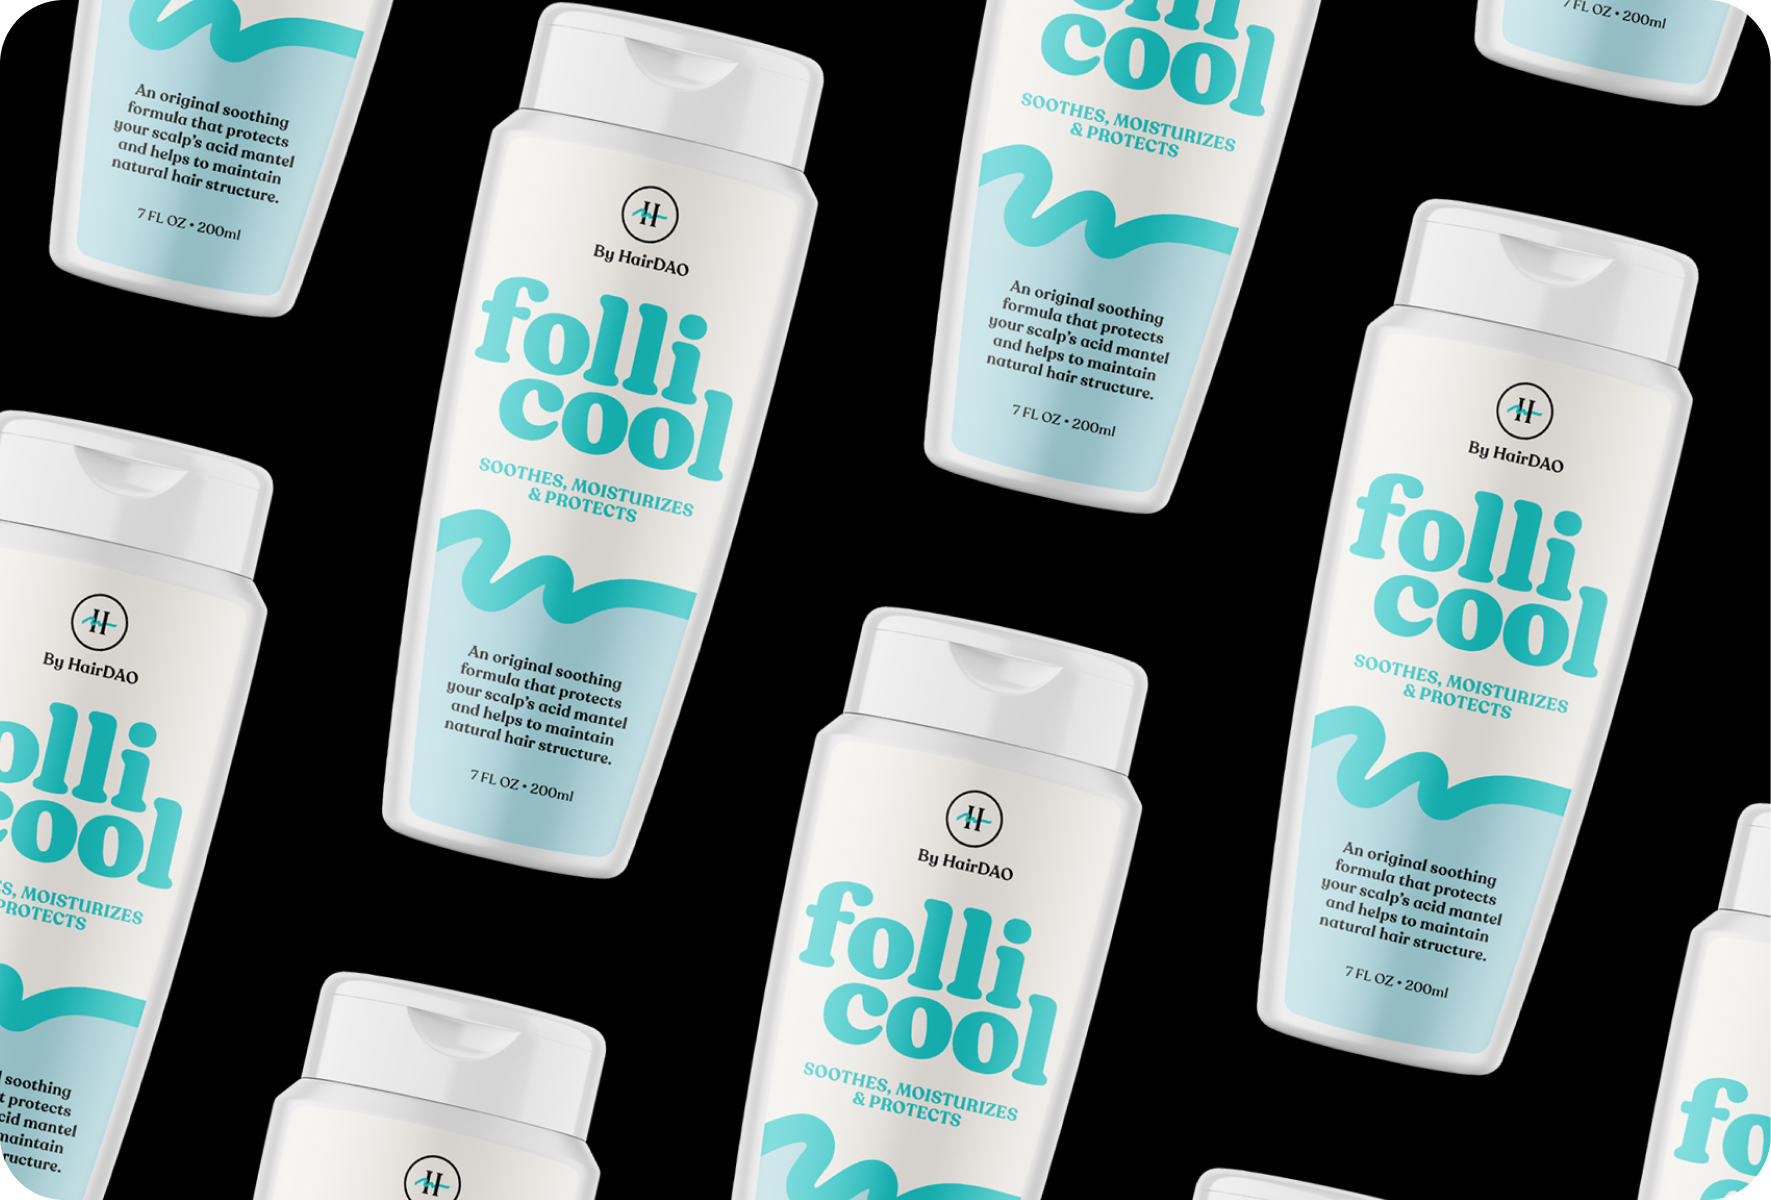 An original soothing
formula that protects
your scalp's acid mantel
and helps to maintain
natural hair structure.
7 FL OZ • 200ml
H
By HairDAO
folli
cool
SOOTHES, MOISTURIZES
& PROTECTS
An original soothing
formula that protects
your scalp's acid mantel
and helps to maintain
natural hair structure.
7 FL OZ • 200ml
cool
SOOTHES, MOISTURIZES
& PROTECTS
An original soothing
formula that protects
your scalp's acid mantel
and helps to maintain
natural hair structure.
7 FL OZ • 200ml
7 FL OZ • 200ml
H
By HairDAO
folli
cool
SOOTHES, MOISTURIZES
& PROTECTS
An original soothing
formula that protects
your scalp's acid mantel
and helps to maintain
natural hair structure.
7 FL OZ • 200ml
H
By HairDAO
olli
cool
S, MOISTURIZES
PROTECTS
soothing
protects
cid mantel
maintain
ructure.
H
By HairDAO
folli
cool
SOOTHES, MOISTURIZES
& PROTECTS
H
fo